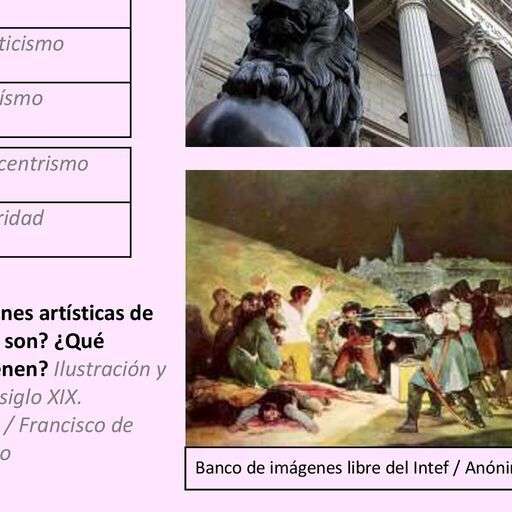 ticismo
ísmo
centrismo
ridad
nes artísticas de
son? ¿Qué
enen? Ilustración y
siglo XIX.
/ Francisco de
o
Banco de imágenes libre del Intef / Anóni